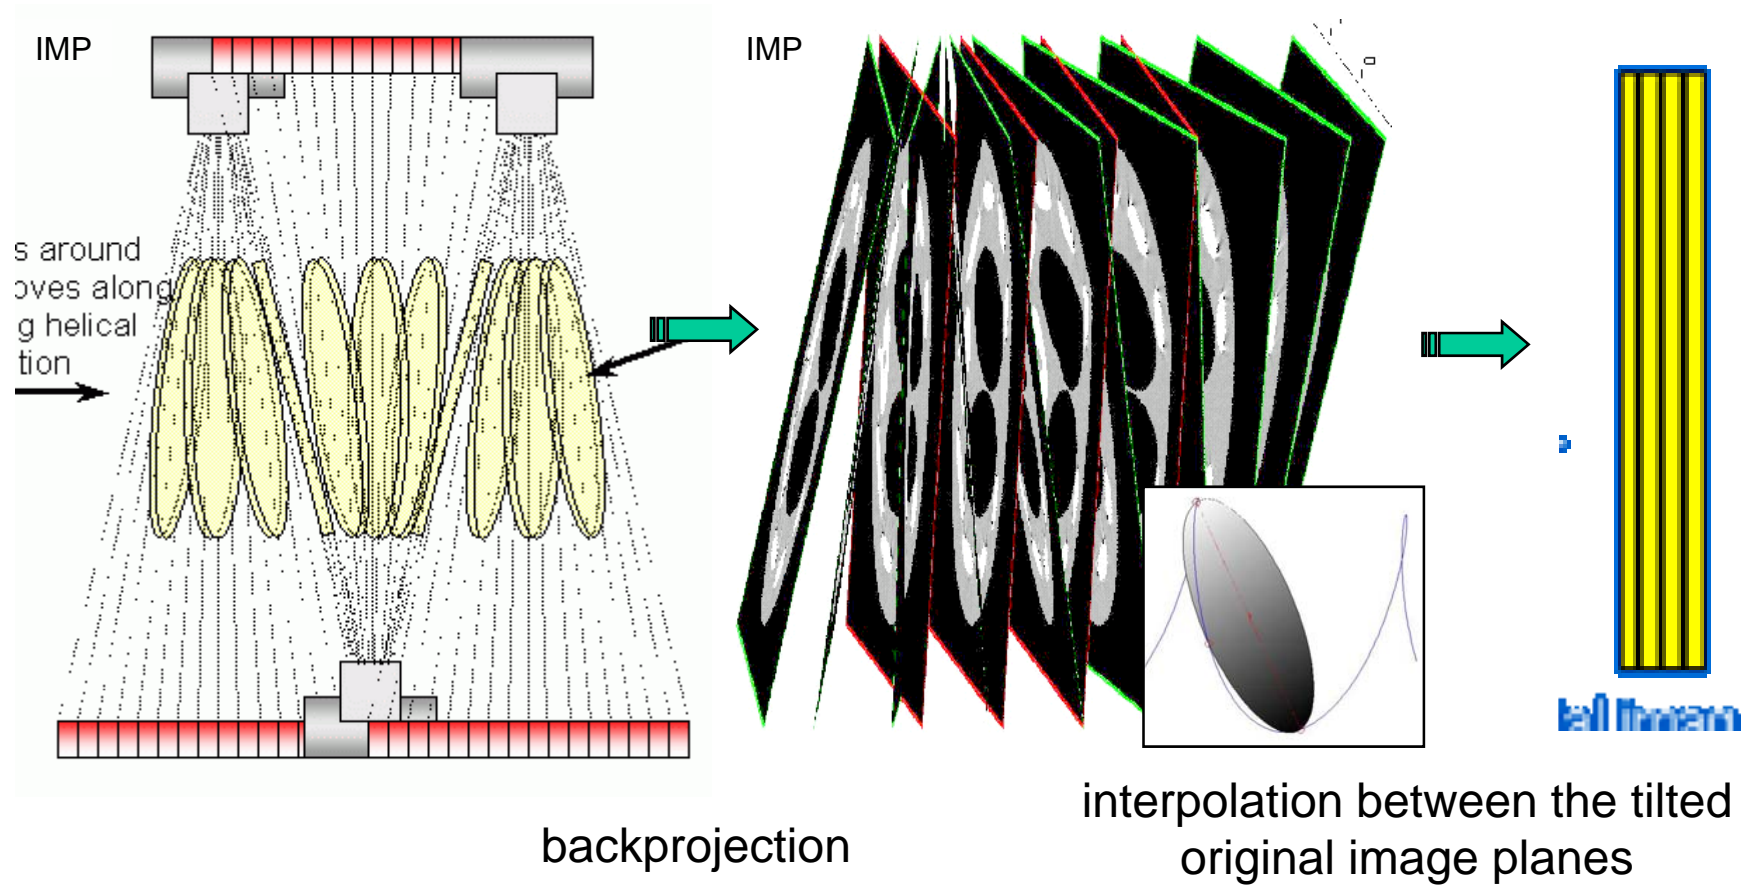 IMP
IMP
s around
oves along
g helical
tion
backprojection
interpolation between the tilted
original image planes